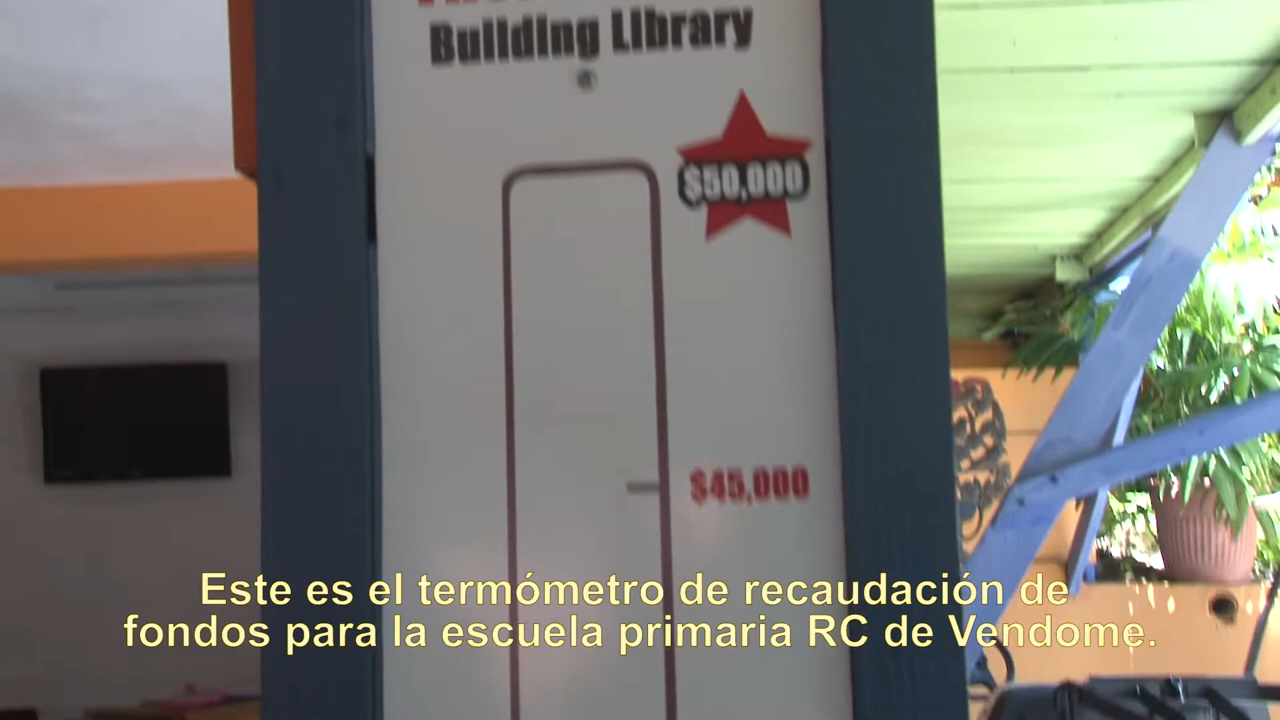 Building Library
$50,000
$45,000
Este es el termómetro de recaudación de
fondos para la escuela primaria RC de Vendome.